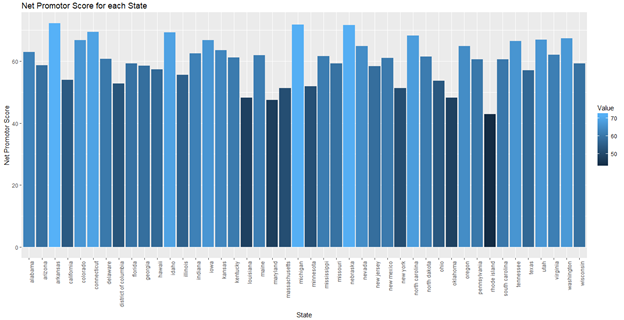 Net Promotor Score for each State
Net Promotor Score
60
40
20
0
alabama
arizona
arkansas
california
colorado
connecticut
delaware
district of columbia
florida
georgia
hawaii
idaho
illinois
indiana
iowa
kansas
kentucky
louisiana
maine
maryland
massachusetts
michigan
minnesota
mississippi
missouri
nebraska
nevada
new jersey
new mexico
new york
north carolina
north dakota
ohio
oklahoma
oregon
pennsylvania
rhode island
south carolina
tennessee
texas
utah
virginia
washington
wisconsin
State
Value
70
60
50